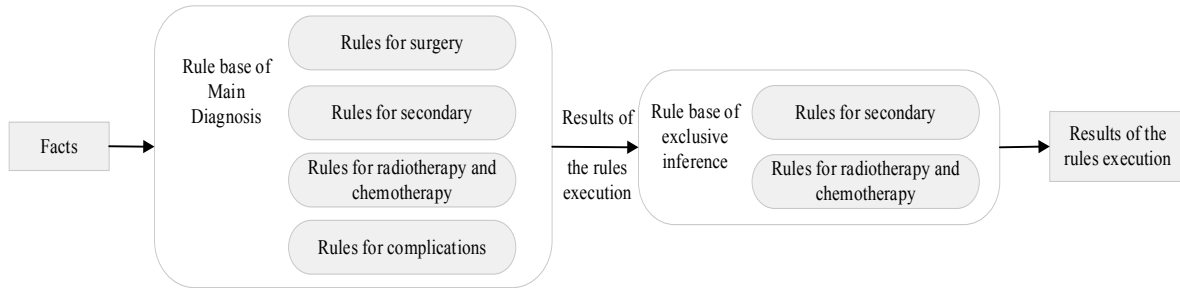 Facts
Rule base of
Main
Diagnosis
Rules for surgery
Rules for secondary
Rules for radiotherapy and
chemotherapy
Rules for complications
Results of
the rules
execution
Rule base of
exclusive
inference
Rules for secondary
Rules for radiotherapy and
chemotherapy
Results of the
rules execution